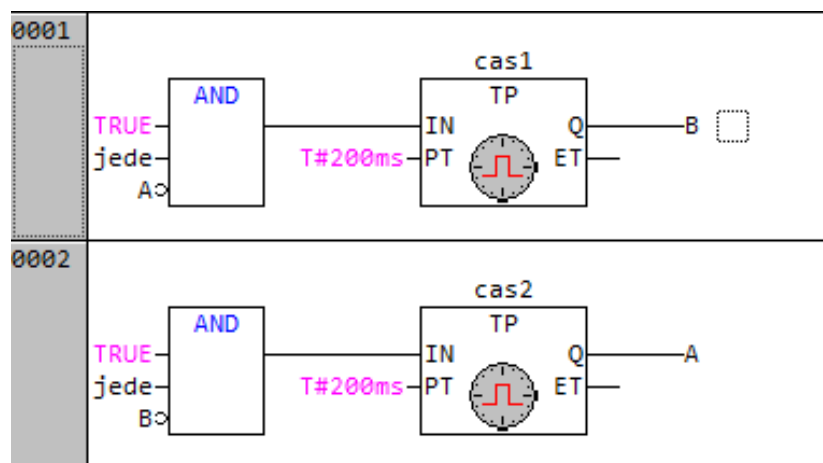 0001
cas1
AND TP
TRUE IN Q B
jede T#200ms PT ET
A
0002
cas2
AND TP
TRUE IN Q A
jede T#200ms PT ET
B